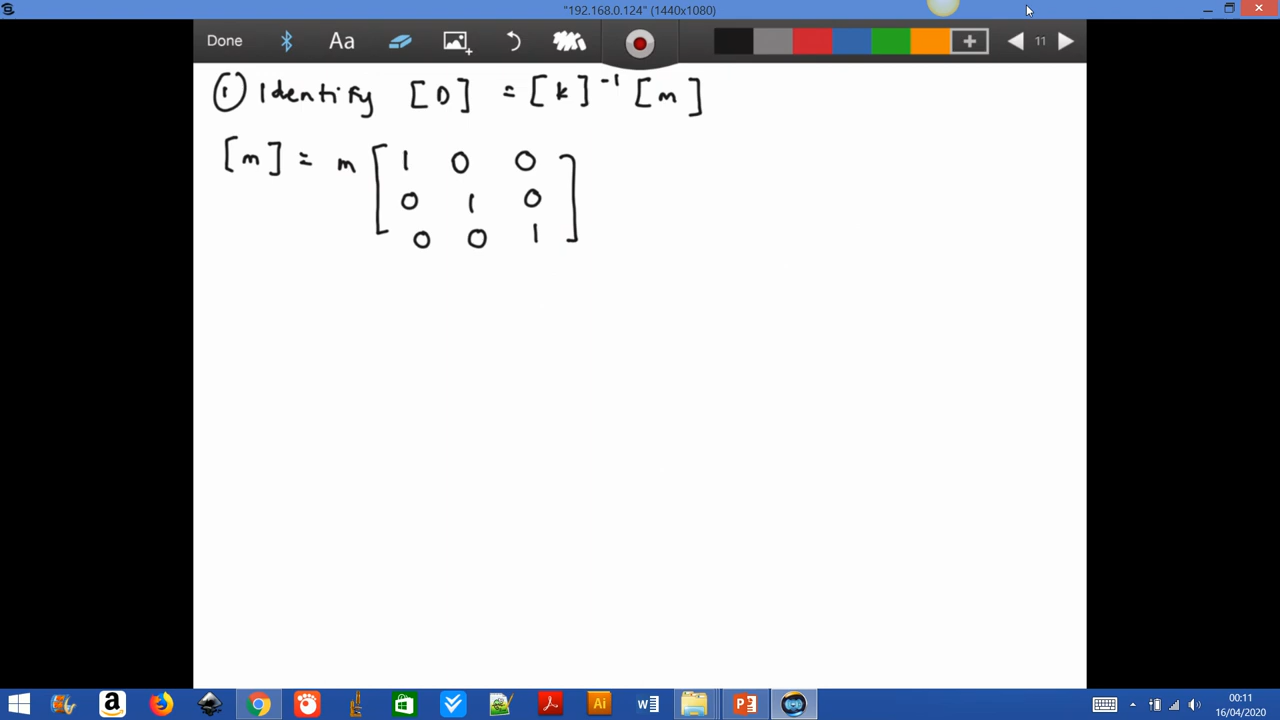 "192.168.0.124" (1440x1080)
Done Aa 11
① Identify [D] = [k]⁻¹ [m]
[m] = m [1 0 0
0 1 0
0 0 1]
00:11
16/04/2020